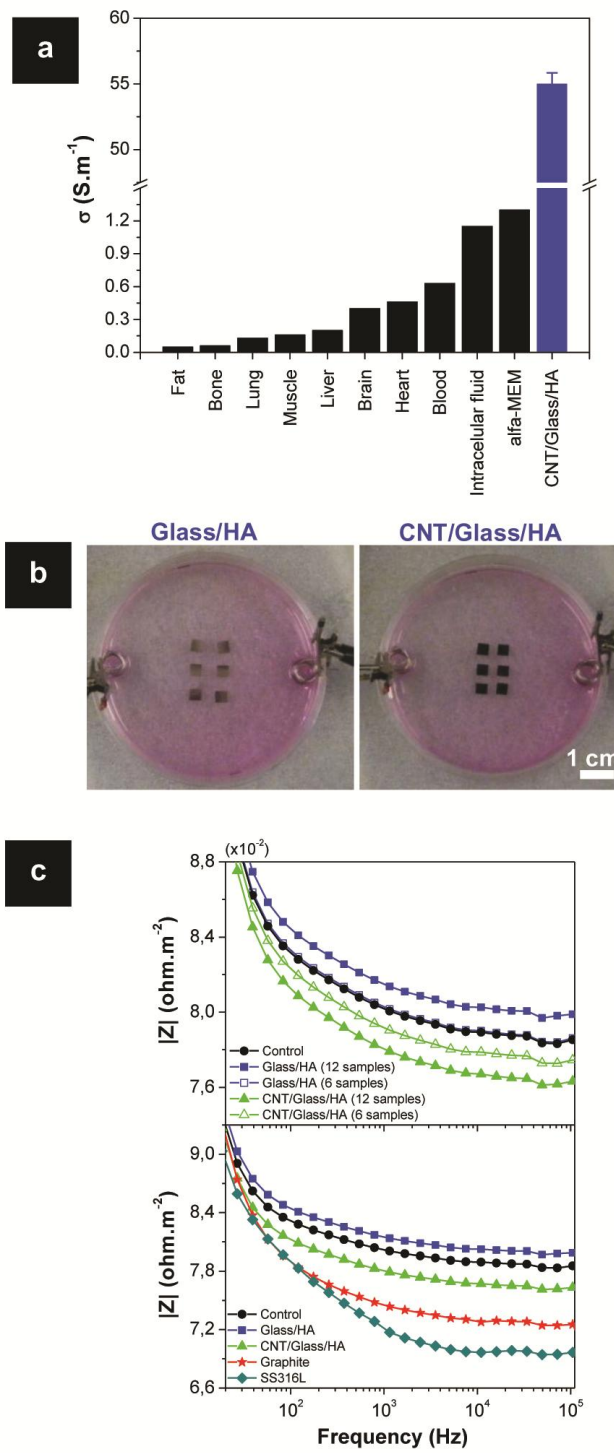 a
σ (S.m⁻¹)
60
55
50
1.2
0.9
0.6
0.3
0.0
Fat
Bone
Lung
Muscle
Liver
Brain
Heart
Blood
Intracelular fluid
alfa-MEM
CNT/Glass/HA
b
Glass/HA
CNT/Glass/HA
1 cm
c
(x10⁻²)
|Z| (ohm.m⁻²)
8,8
8,4
8,0
7,6
Control
Glass/HA (12 samples)
Glass/HA (6 samples)
CNT/Glass/HA (12 samples)
CNT/Glass/HA (6 samples)
|Z| (ohm.m⁻²)
9,0
8,4
7,8
7,2
6,6
Control
Glass/HA
CNT/Glass/HA
Graphite
SS316L
10² 10³ 10⁴ 10⁵
Frequency (Hz)